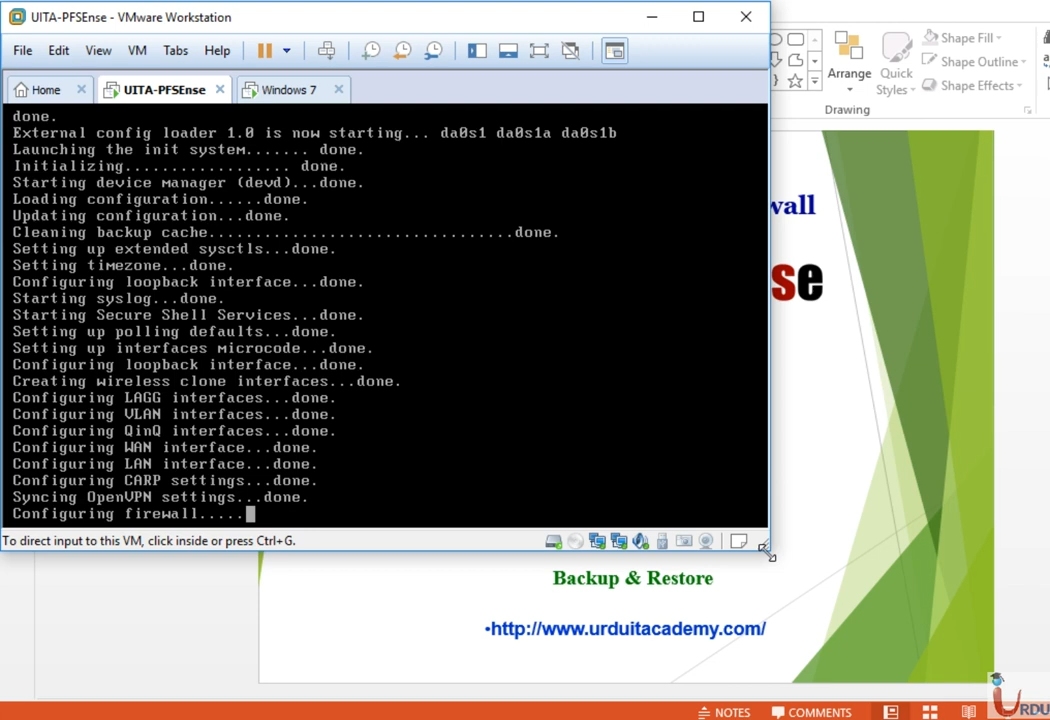 UITA-PFSEnse - VMware Workstation
File Edit View VM Tabs Help
Home UITA-PFSEnse Windows 7
done.
External config loader 1.0 is now starting... da0s1 da0s1a da0s1b
Launching the init system....... done.
Initializing.................. done.
Starting device manager (devd)...done.
Loading configuration......done.
Updating configuration...done.
Cleaning backup cache.................................done.
Setting up extended sysctls...done.
Setting timezone...done.
Configuring loopback interface...done.
Starting syslog...done.
Starting Secure Shell Services...done.
Setting up polling defaults...done.
Setting up interfaces microcode...done.
Configuring loopback interface...done.
Creating wireless clone interfaces...done.
Configuring LAGG interfaces...done.
Configuring VLAN interfaces...done.
Configuring QinQ interfaces...done.
Configuring WAN interface...done.
Configuring LAN interface...done.
Configuring CARP settings...done.
Syncing OpenVPN settings...done.
Configuring firewall.....
To direct input to this VM, click inside or press Ctrl+G.
Arrange
Quick
Styles
Shape Fill
Shape Outline
Shape Effects
Drawing
wall
se
Backup & Restore
•http://www.urduitacademy.com/
NOTES COMMENTS
URDU